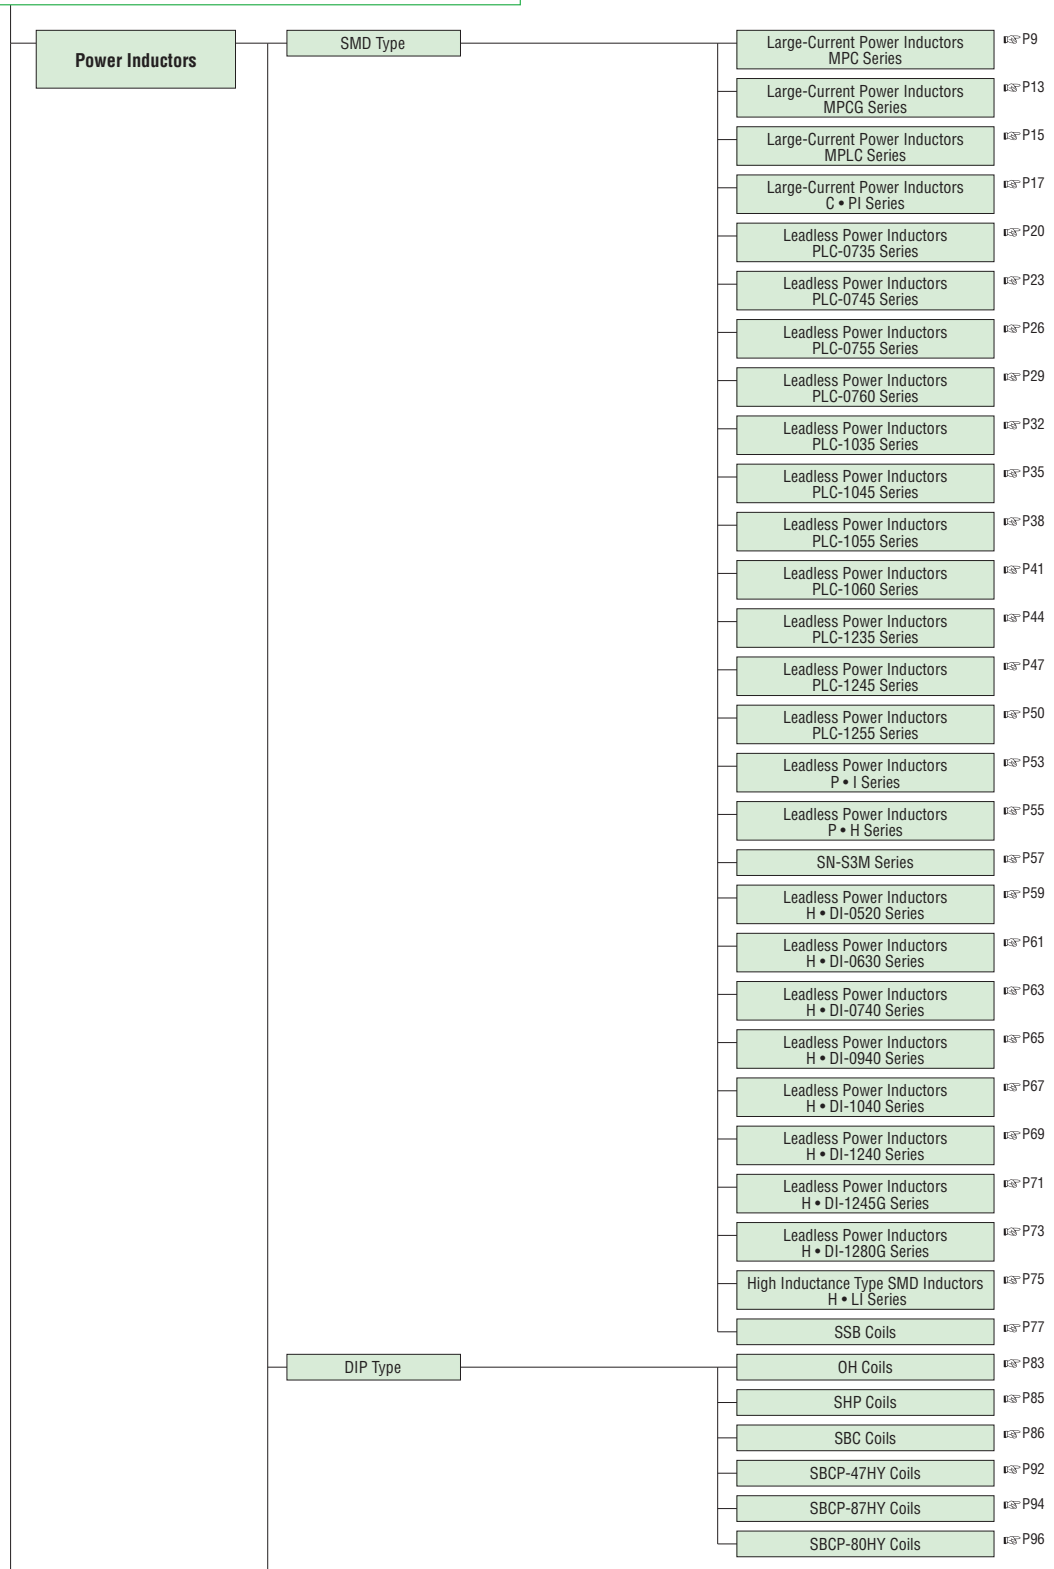 Power Inductors
SMD Type
Large-Current Power Inductors
MPC Series
☞P9
Large-Current Power Inductors
MPCG Series
☞P13
Large-Current Power Inductors
MPLC Series
☞P15
Large-Current Power Inductors
C • PI Series
☞P17
Leadless Power Inductors
PLC-0735 Series
☞P20
Leadless Power Inductors
PLC-0745 Series
☞P23
Leadless Power Inductors
PLC-0755 Series
☞P26
Leadless Power Inductors
PLC-0760 Series
☞P29
Leadless Power Inductors
PLC-1035 Series
☞P32
Leadless Power Inductors
PLC-1045 Series
☞P35
Leadless Power Inductors
PLC-1055 Series
☞P38
Leadless Power Inductors
PLC-1060 Series
☞P41
Leadless Power Inductors
PLC-1235 Series
☞P44
Leadless Power Inductors
PLC-1245 Series
☞P47
Leadless Power Inductors
PLC-1255 Series
☞P50
Leadless Power Inductors
P • I Series
☞P53
Leadless Power Inductors
P • H Series
☞P55
SN-S3M Series
☞P57
Leadless Power Inductors
H • DI-0520 Series
☞P59
Leadless Power Inductors
H • DI-0630 Series
☞P61
Leadless Power Inductors
H • DI-0740 Series
☞P63
Leadless Power Inductors
H • DI-0940 Series
☞P65
Leadless Power Inductors
H • DI-1040 Series
☞P67
Leadless Power Inductors
H • DI-1240 Series
☞P69
Leadless Power Inductors
H • DI-1245G Series
☞P71
Leadless Power Inductors
H • DI-1280G Series
☞P73
High Inductance Type SMD Inductors
H • LI Series
☞P75
SSB Coils
☞P77
DIP Type
OH Coils
☞P83
SHP Coils
☞P85
SBC Coils
☞P86
SBCP-47HY Coils
☞P92
SBCP-87HY Coils
☞P94
SBCP-80HY Coils
☞P96